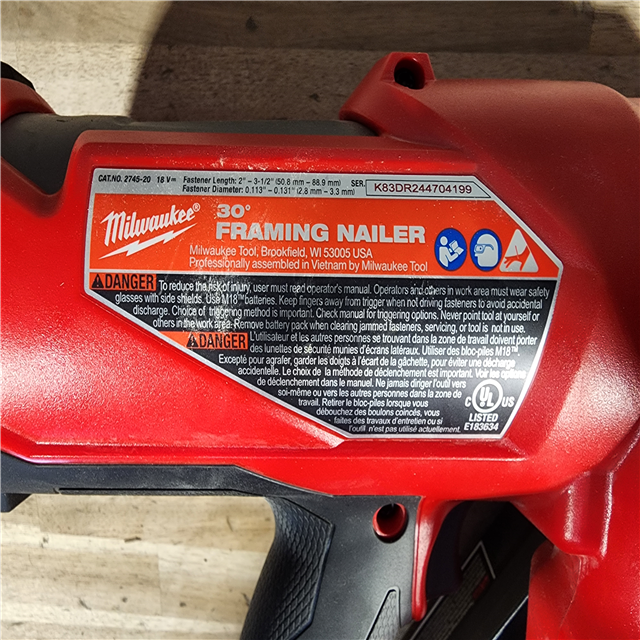 CAT.NO. 2745-20 18 V⎓ Fastener Length: 2" – 3-1/2" (50.8 mm – 88.9 mm) SER. K83DR244704199
Fastener Diameter: 0.113" – 0.131" (2.8 mm – 3.3 mm)
Milwaukee®
30°
FRAMING NAILER
Milwaukee Tool, Brookfield, WI 53005 USA
Professionally assembled in Vietnam by Milwaukee Tool
DANGER To reduce the risk of injury, user must read operator's manual. Operators and others in work area must wear safety
glasses with side shields. Use M18™ batteries. Keep fingers away from trigger when not driving fasteners to avoid accidental
discharge. Choice of triggering method is important. Check manual for triggering options. Never point tool at yourself or
others in the work area. Remove battery pack when clearing jammed fasteners, servicing, or tool is not in use.
DANGER L'utilisateur et les autres personnes se trouvant dans la zone de travail doivent porter
des lunettes de sécurité munies d'écrans latéraux. Utiliser des bloc-piles M18™.
Excepté pour agrafer, garder les doigts à l'écart de la gâchette, pour éviter une décharge
accidentelle. Le choix de la méthode de déclenchement est important. Voir les options
de déclenchement dans le manuel. Ne jamais diriger l'outil vers
soi-même ou vers les autres personnes dans la zone de
travail. Retirer le bloc-piles lorsque vous
débouchez des boulons coincés, vous
faites des travaux d'entretien ou si
l'outil n'est pas utilisé actuellement.
C UL US
LISTED
E183634